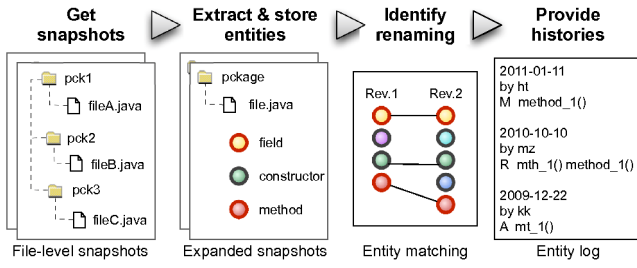 Get
snapshots
Extract & store
entities
Identify
renaming
Provide
histories
pck1
fileA.java
pck2
fileB.java
pck3
fileC.java
File-level snapshots
pckage
file.java
field
constructor
method
Expanded snapshots
Rev.1 Rev.2
Entity matching
2011-01-11
by ht
M method_1()
2010-10-10
by mz
R mth_1() method_1()
2009-12-22
by kk
A mt_1()
Entity log